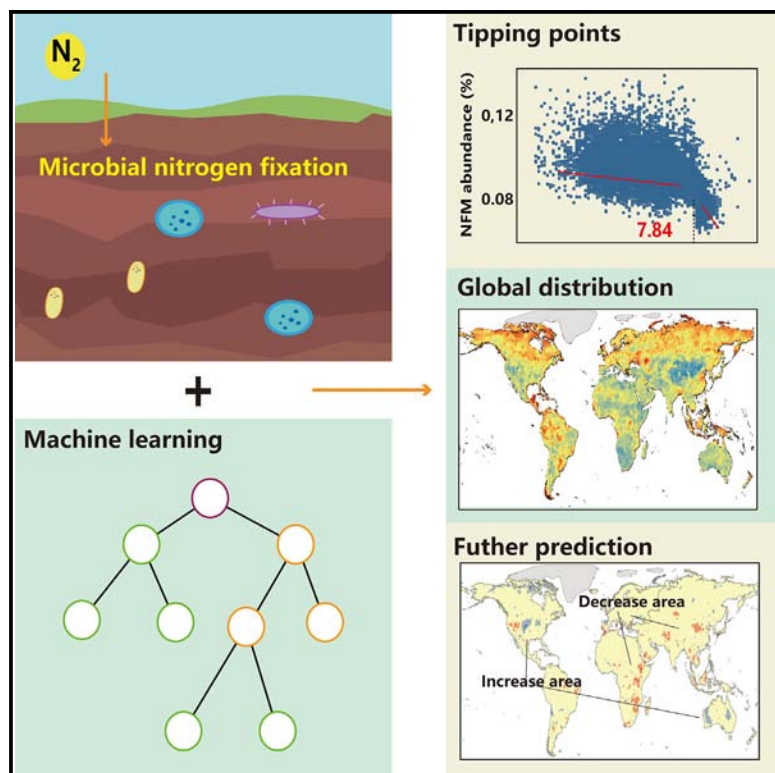 N2
Microbial nitrogen fixation
+
Machine learning
Tipping points
NFM abundance (%)
0,12
0.08
7.84
Global distribution
Futher prediction
Decrease area
Increase area